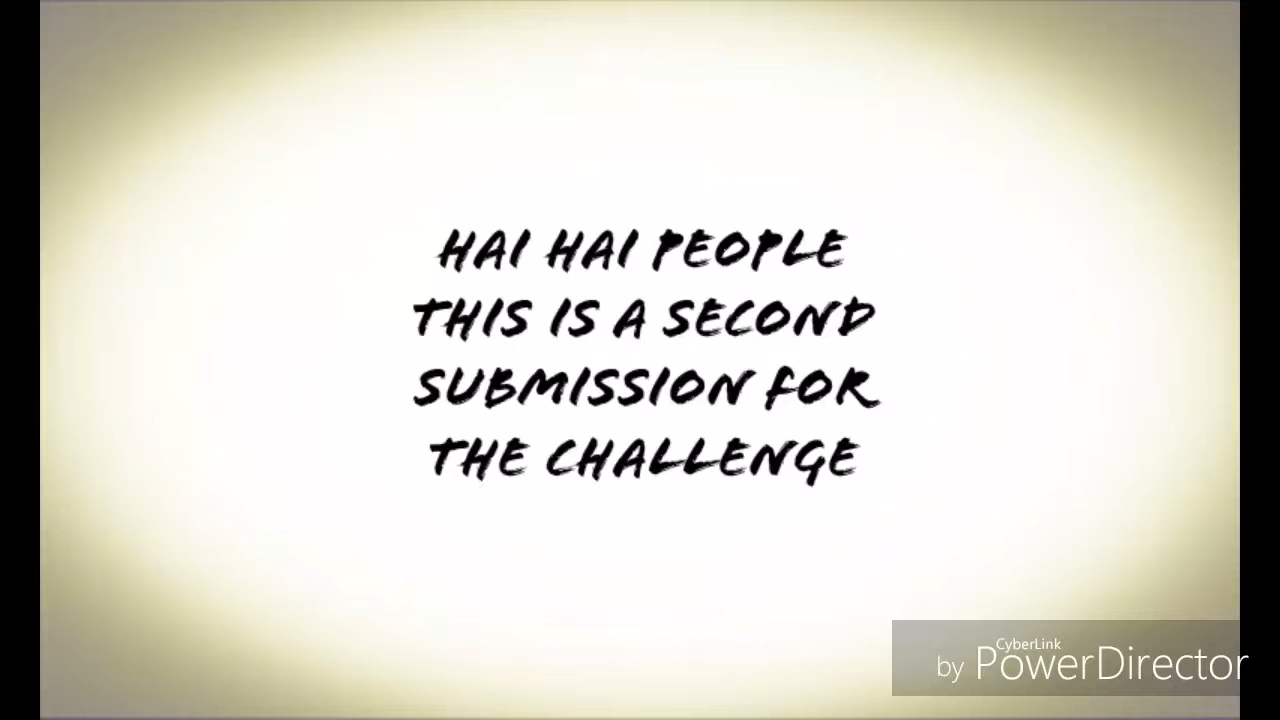 HAI HAI PEOPLE
THIS IS A SECOND
SUBMISSION FOR
THE CHALLENGE
CyberLink
by PowerDirector